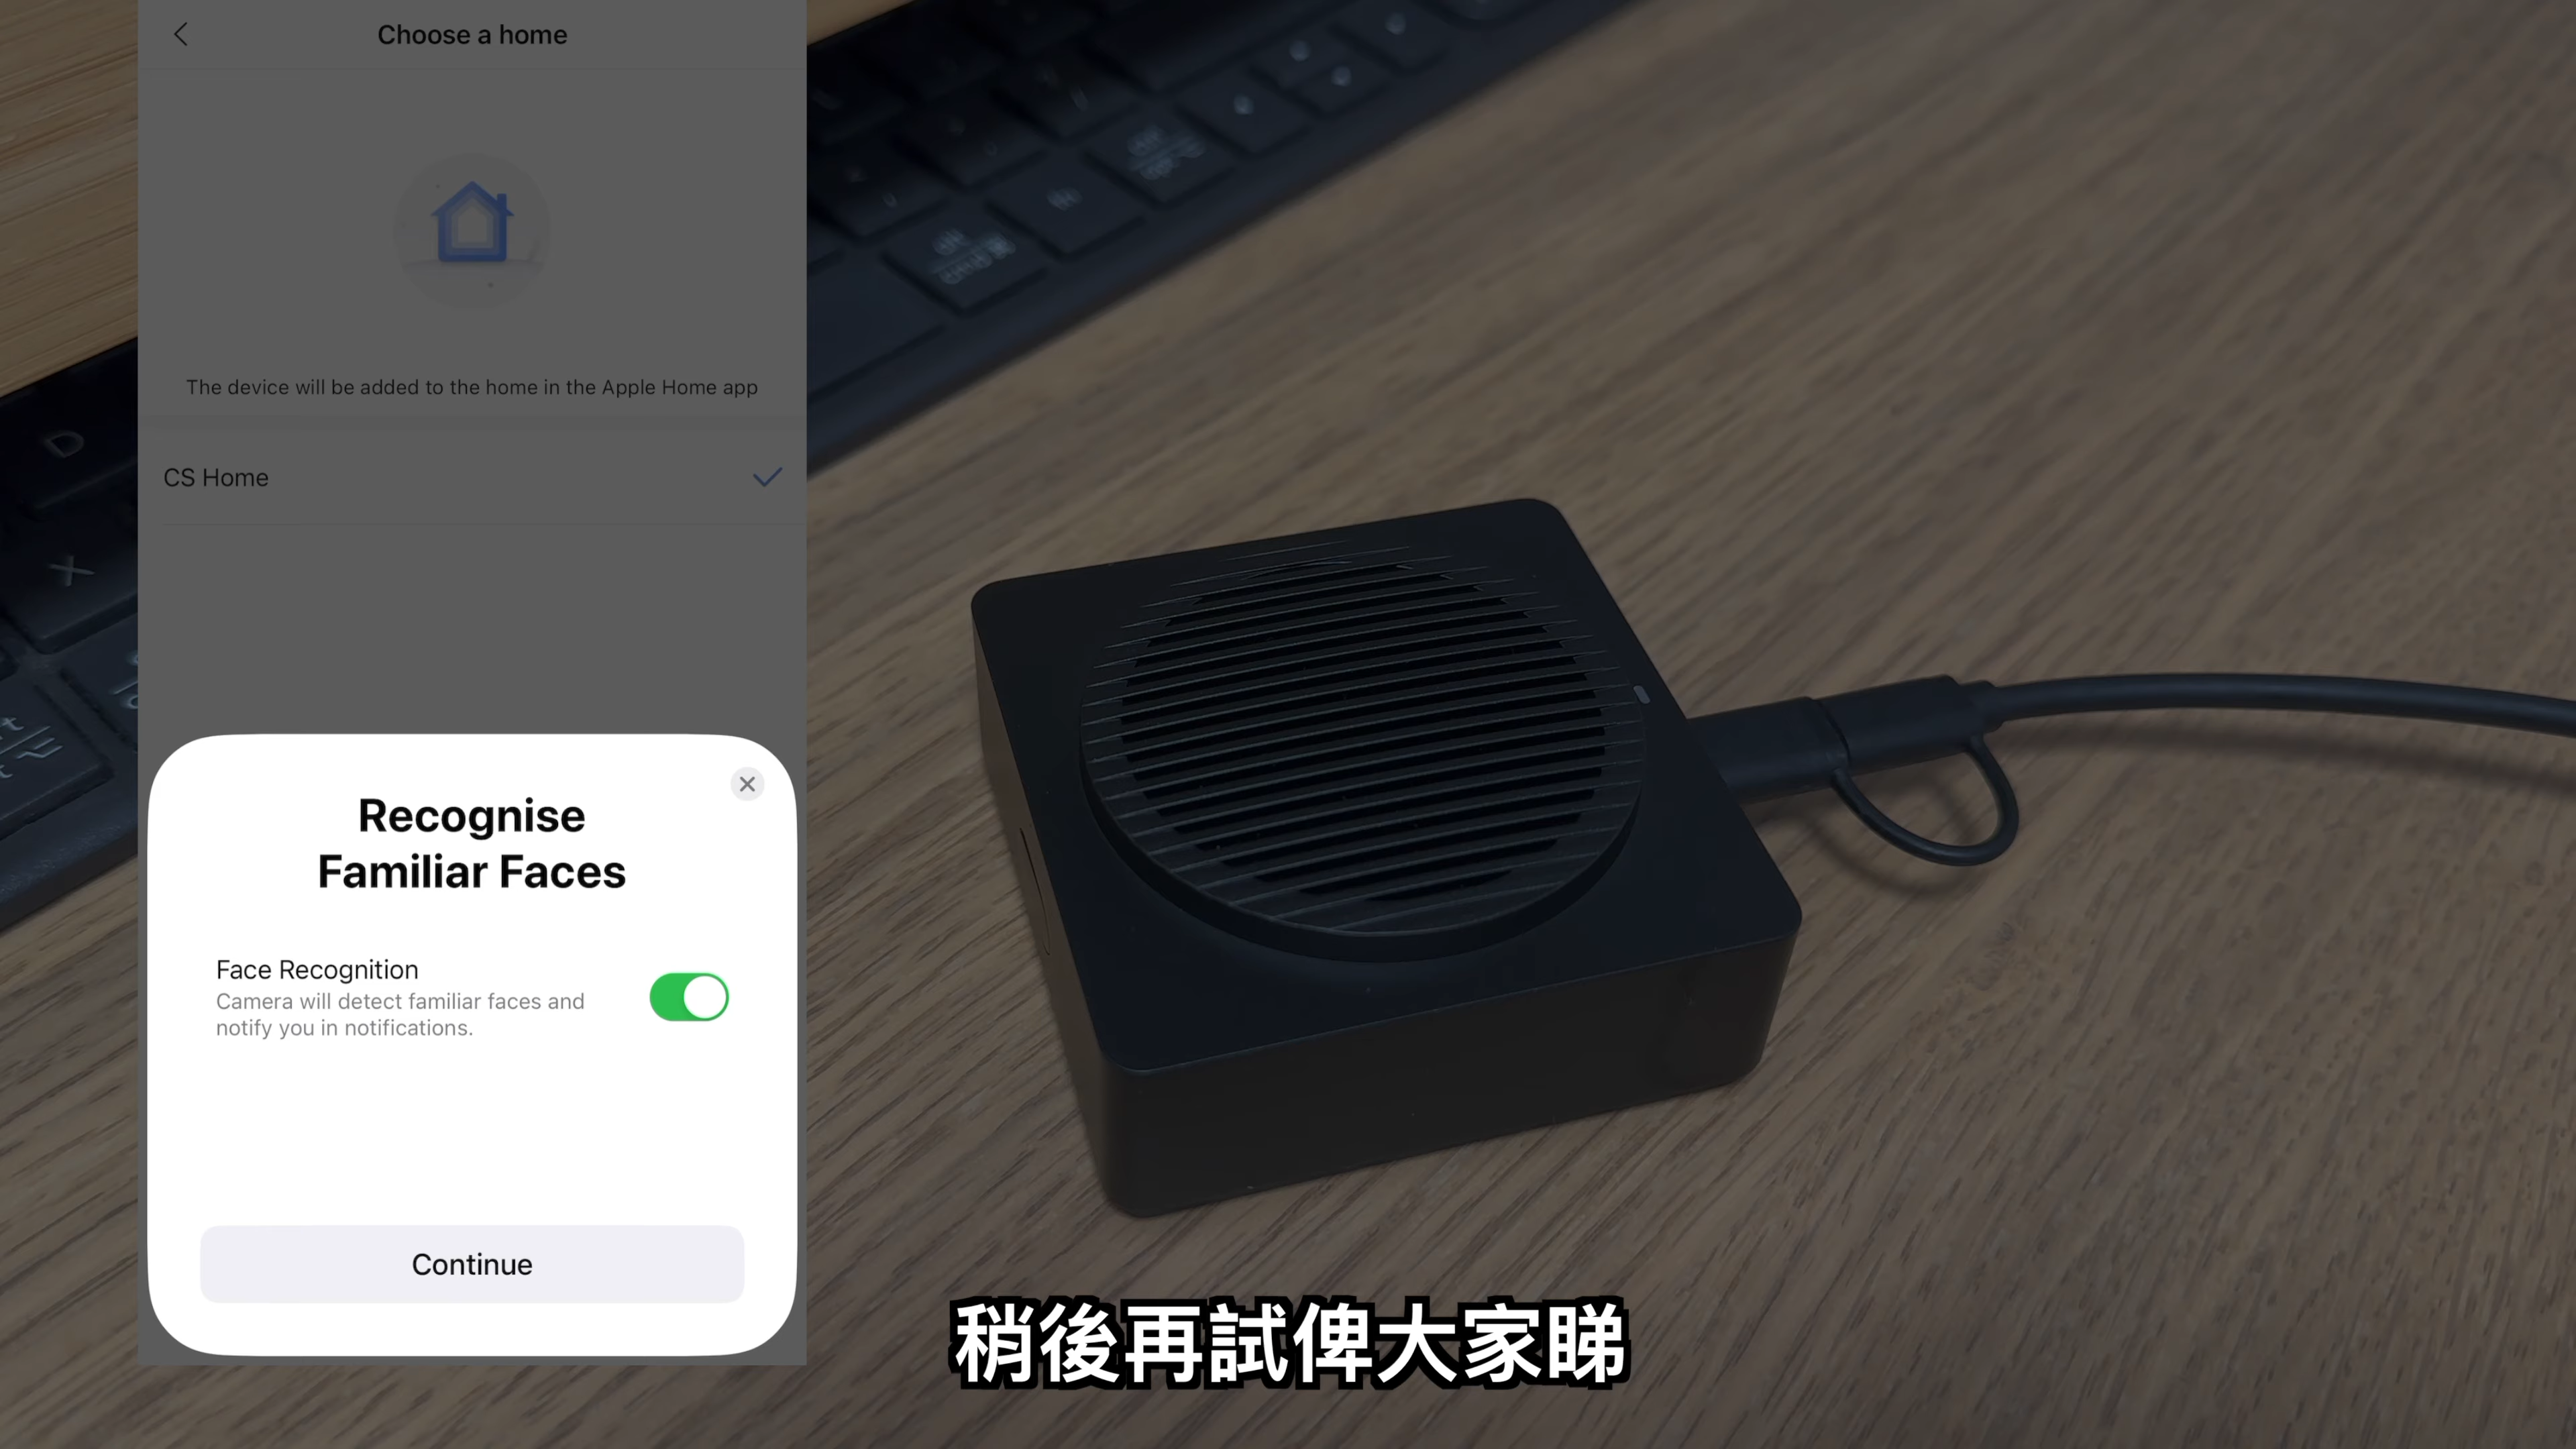 Choose a home
The device will be added to the home in the Apple Home app
CS Home
Recognise
Familiar Faces
Face Recognition
Camera will detect familiar faces and
notify you in notifications.
Continue
D
X
alt
稍後再試俾大家睇